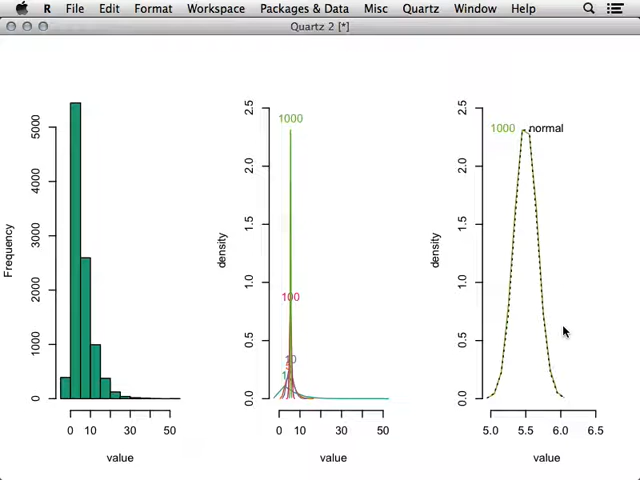 R File Edit Format Workspace Packages & Data Misc Quartz Window Help
Quartz 2 [*]
Frequency
5000
4000
3000
2000
1000
0
0 10 30 50
value
density
2.5
2.0
1.5
1.0
0.5
0.0
1000
100
10
0 10 30 50
value
density
2.5
2.0
1.5
1.0
0.5
0.0
1000 normal
5.0 5.5 6.0 6.5
value